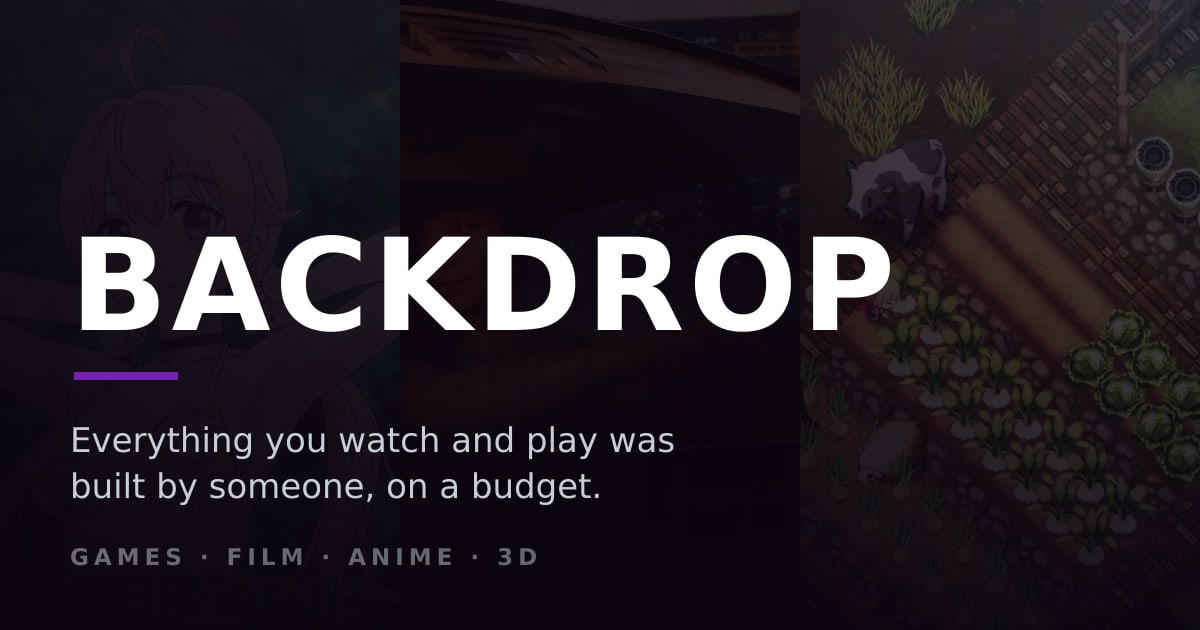 BACKDROP
Everything you watch and play was
built by someone, on a budget.
GAMES · FILM · ANIME · 3D